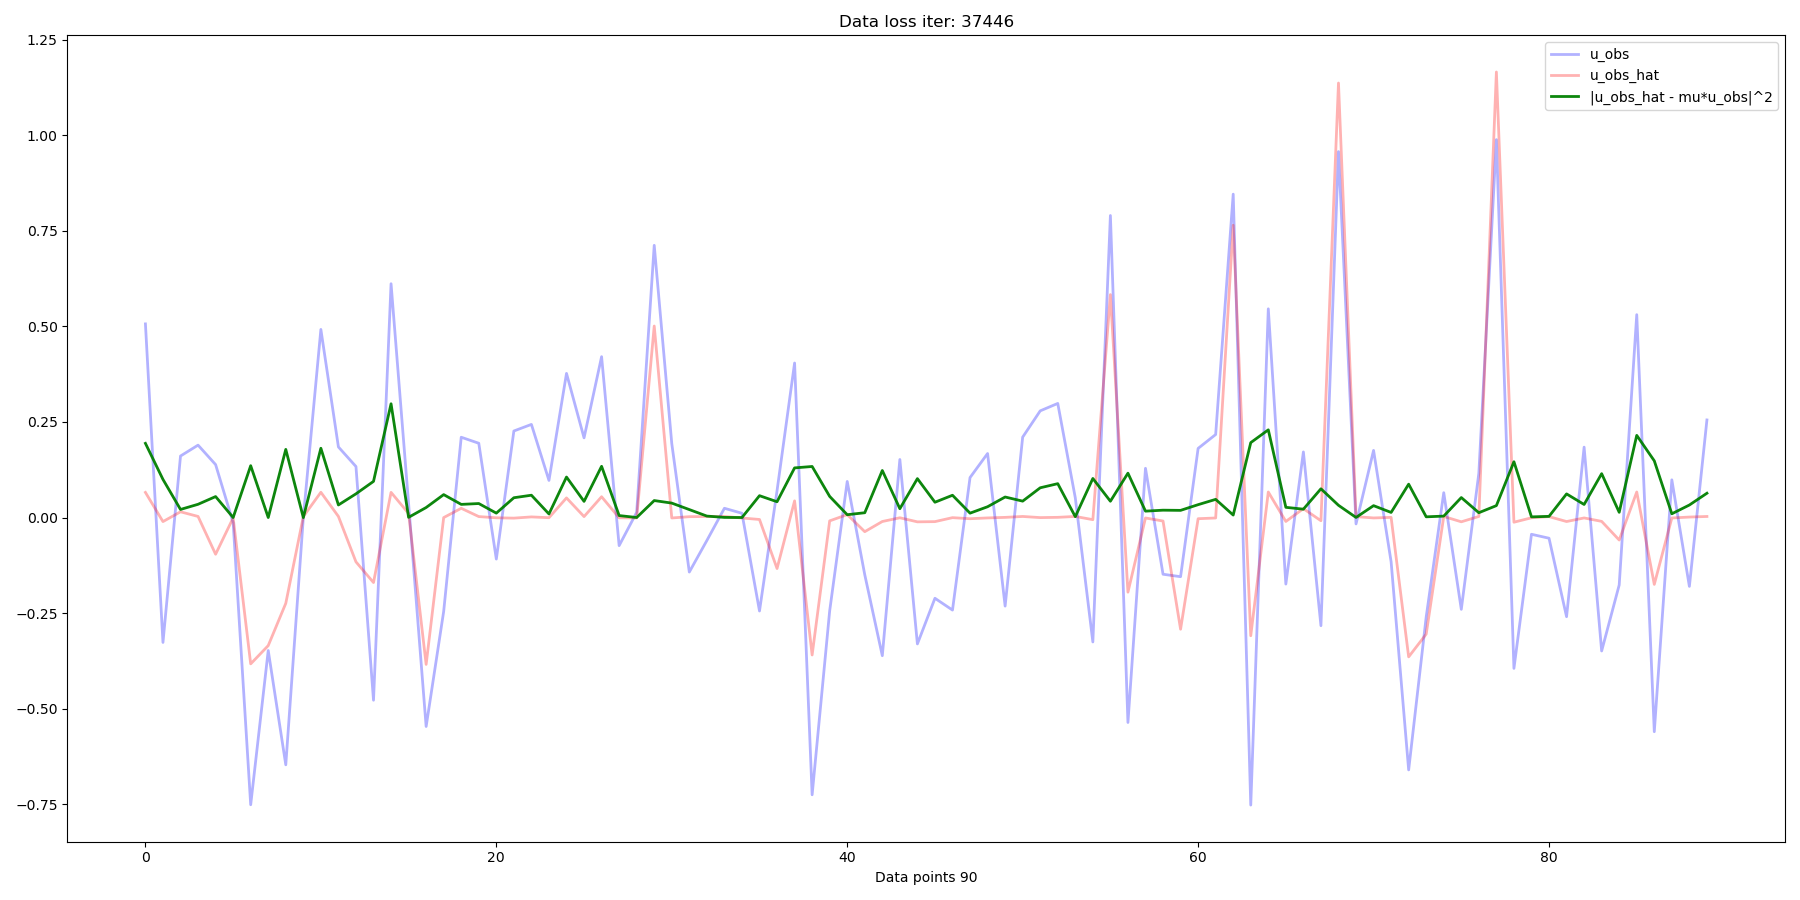 Data loss iter: 37446
u_obs
u_obs_hat
|u_obs_hat - mu*u_obs|^2
1.25
1.00
0.75
0.50
0.25
0.00
−0.25
−0.50
−0.75
0 20 40 60 80
Data points 90